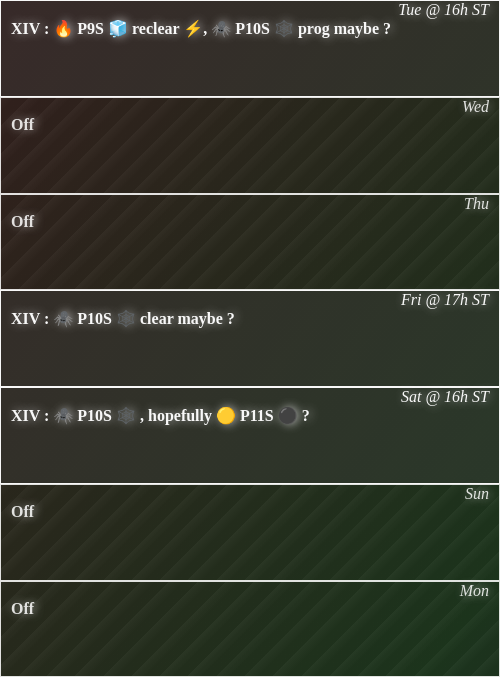 Tue @ 16h ST
XIV : 🔥 P9S 🧊 reclear ⚡, 🕷️ P10S 🕸️ prog maybe ?
Wed
Off
Thu
Off
Fri @ 17h ST
XIV : 🕷️ P10S 🕸️ clear maybe ?
Sat @ 16h ST
XIV : 🕷️ P10S 🕸️ , hopefully 🟡 P11S ⚫ ?
Sun
Off
Mon
Off